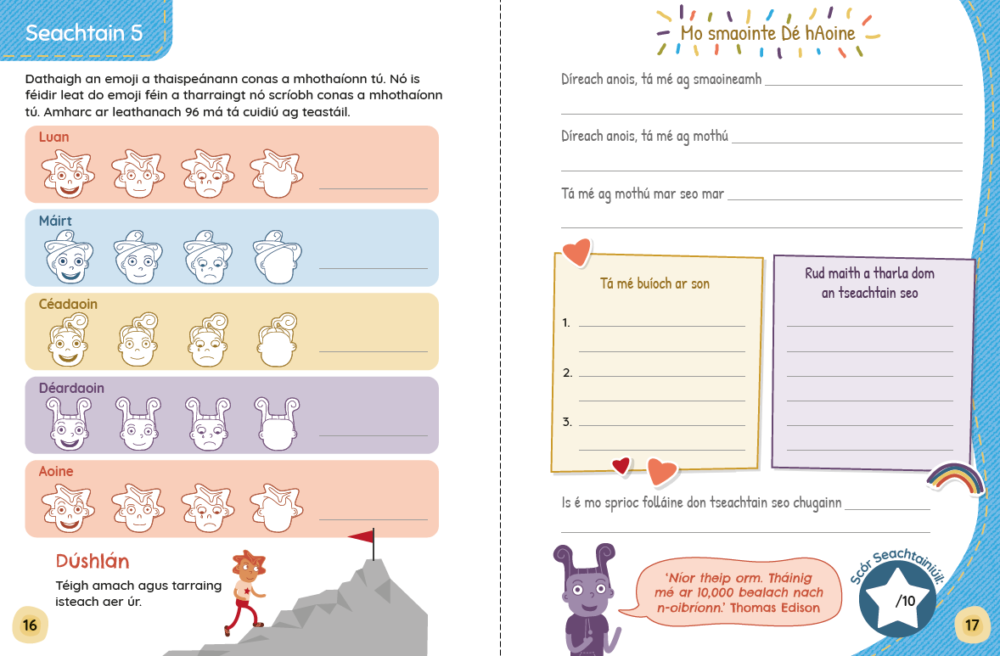 Seachtain 5
Dathaigh an emoji a thaispeánann conas a mhothaíonn tú. Nó is
féidir leat do emoji féin a tharraingt nó scríobh conas a mhothaíonn
tú. Amharc ar leathanach 96 má tá cuidiú ag teastáil.
Luan
Máirt
Céadaoin
Déardaoin
Aoine
Dúshlán
Téigh amach agus tarraing
isteach aer úr.
16
Mo smaointe Dé hAoine
Díreach anois, tá mé ag smaoineamh
Díreach anois, tá mé ag mothú
Tá mé ag mothú mar seo mar
Tá mé buíoch ar son
1.
2.
3.
Rud maith a tharla dom
an tseachtain seo
Is é mo sprioc folláine don tseachtain seo chugainn
'Níor theip orm. Tháinig
mé ar 10,000 bealach nach
n-oibríonn.' Thomas Edison
Scór Seachtainiúil:
/10
17